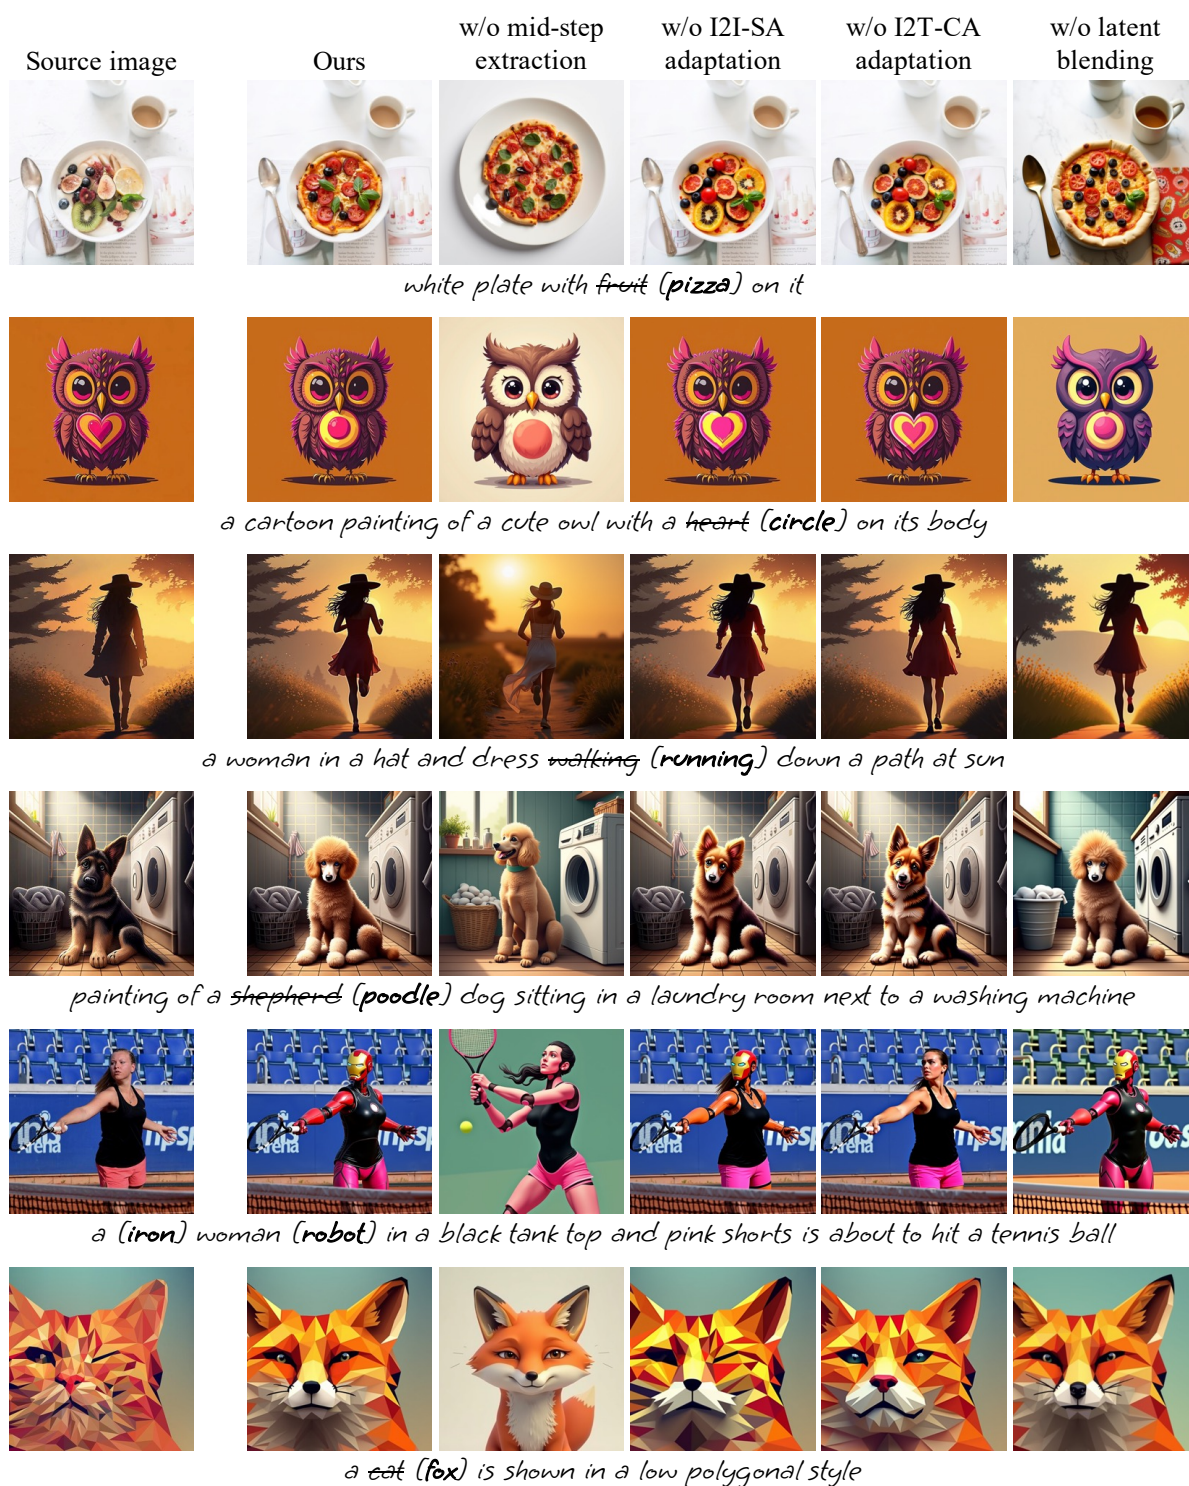 Source image
Ours
w/o mid-step
extraction
w/o I2I-SA
adaptation
w/o I2T-CA
adaptation
w/o latent
blending
white plate with fruit (pizza) on it
a cartoon painting of a cute owl with a heart (circle) on its body
a woman in a hat and dress walking (running) down a path at sun
painting of a shepherd (poodle) dog sitting in a laundry room next to a washing machine
Arena
Arena
Arena
Arena
a (iron) woman (robot) in a black tank top and pink shorts is about to hit a tennis ball
a cat (fox) is shown in a low polygonal style